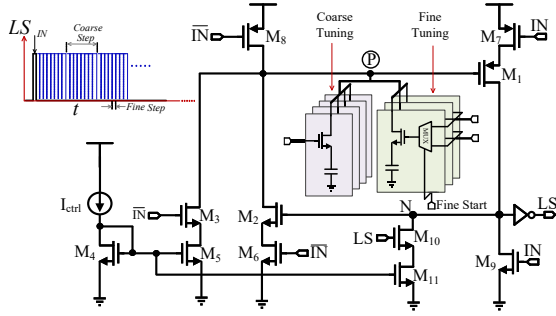 LS
IN
Coarse
Step
Fine Step
t
IN
M8
Coarse
Tuning
Fine
Tuning
IN
M7
P
M1
MUX
Fine Start
Ictrl
IN
M3
M2
N
LS
LS
M10
M4
M5
M6
IN
M11
M9
IN